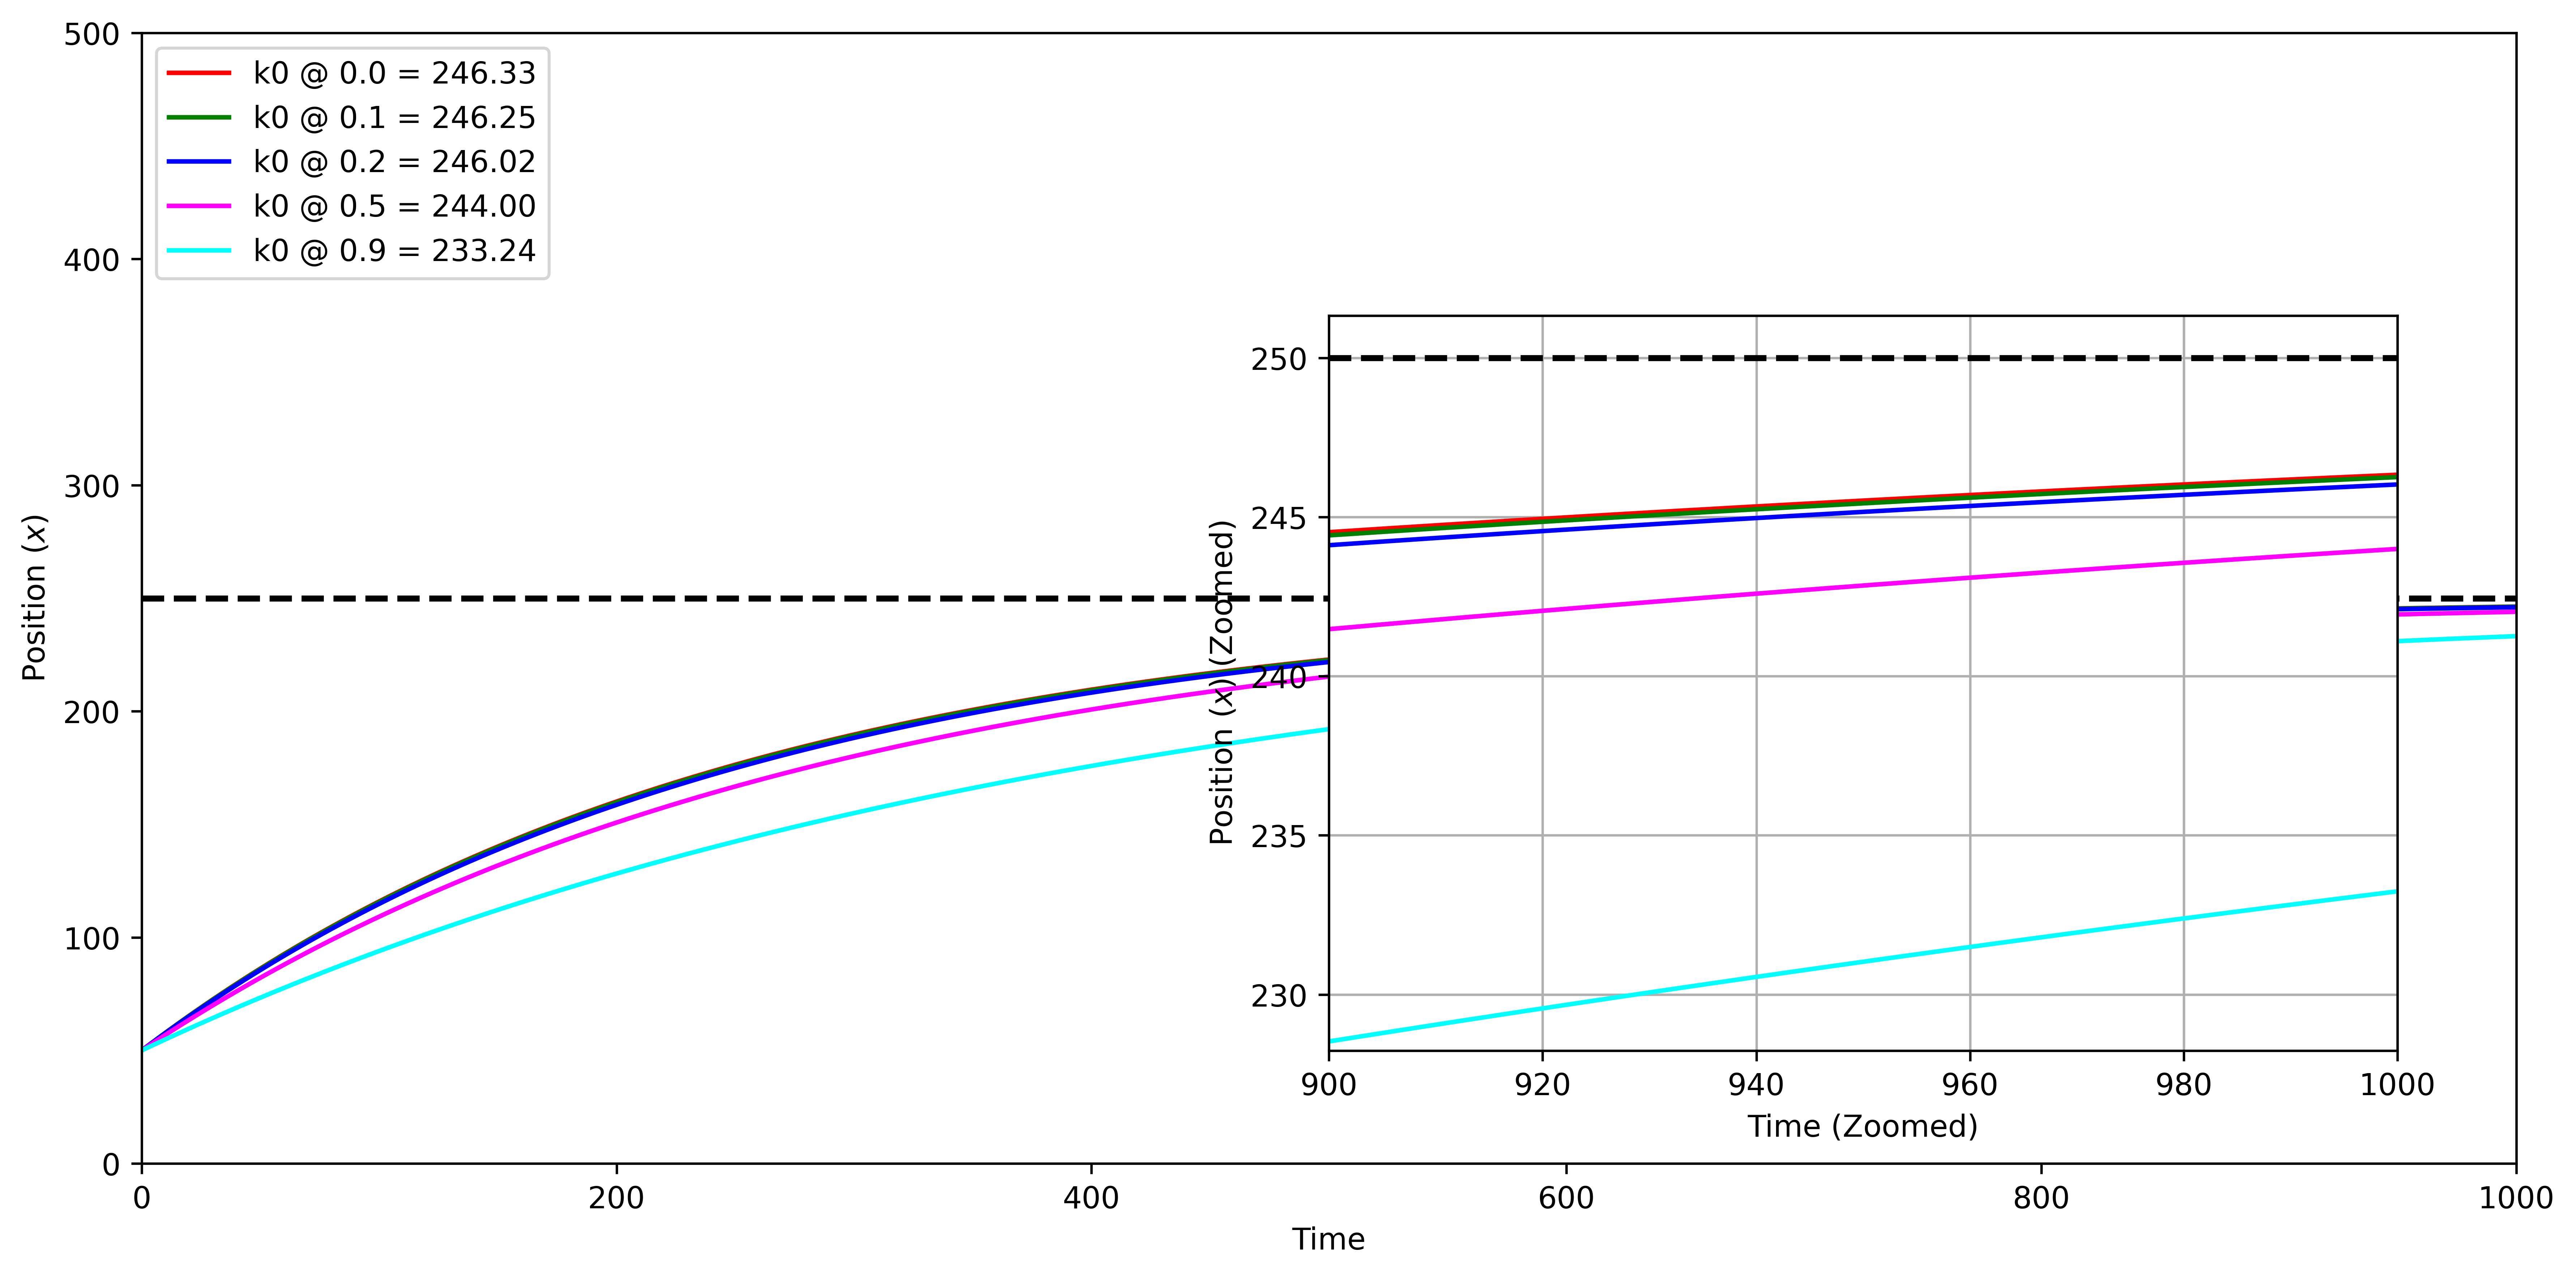 500
400
300
200
100
0
Position (x)
k0 @ 0.0 = 246.33
k0 @ 0.1 = 246.25
k0 @ 0.2 = 246.02
k0 @ 0.5 = 244.00
k0 @ 0.9 = 233.24
250
245
240
235
230
Position (x) (Zoomed)
900 920 940 960 980 1000
Time (Zoomed)
0 200 400 600 800 1000
Time